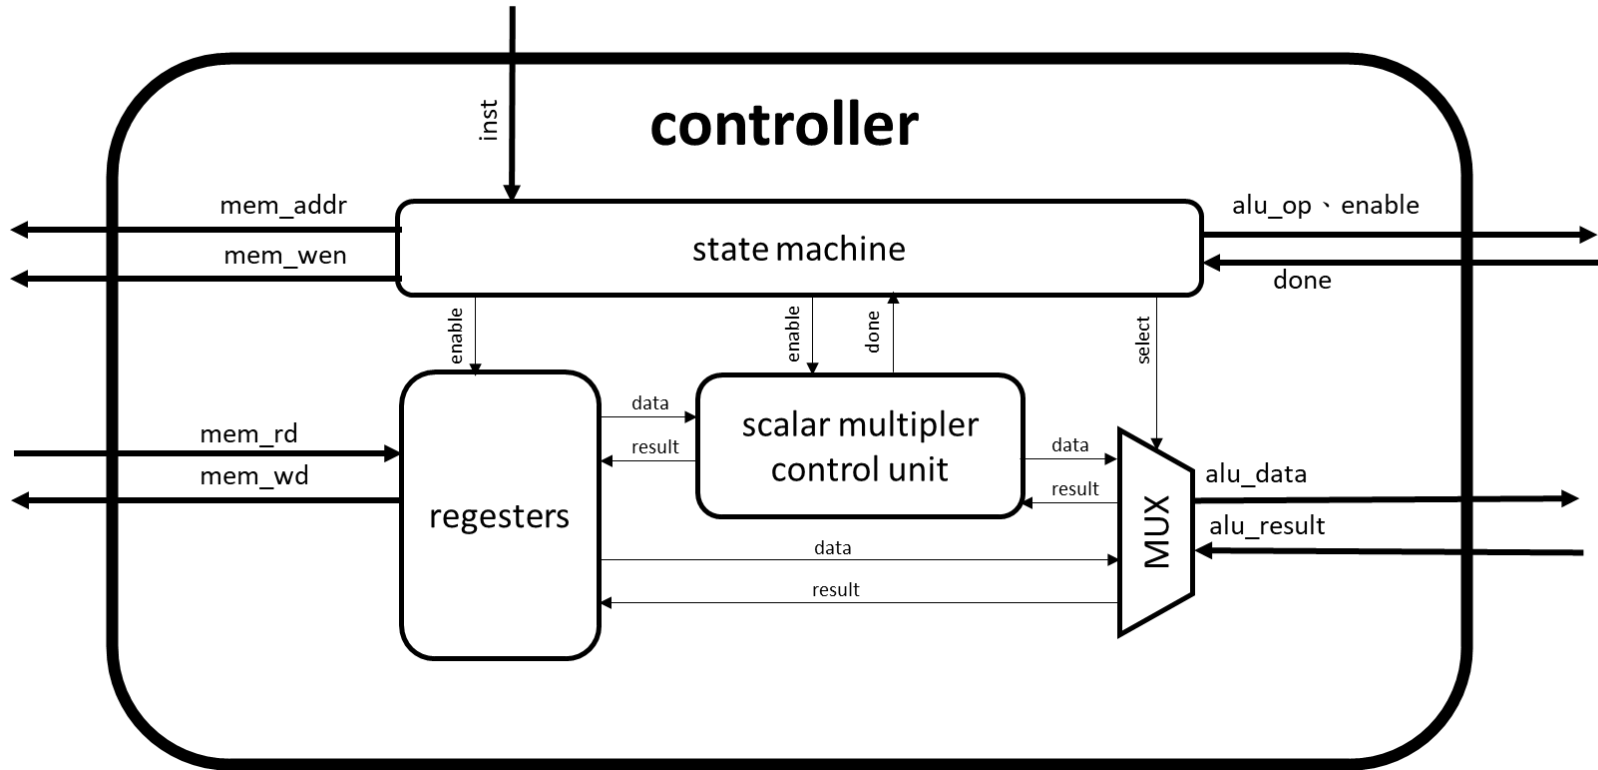 inst
controller
mem_addr
alu_op、enable
state machine
mem_wen
done
enable
enable
done
select
data
scalar multipler
control unit
mem_rd
result
data
mem_wd
alu_data
result
regesters
MUX
alu_result
data
result